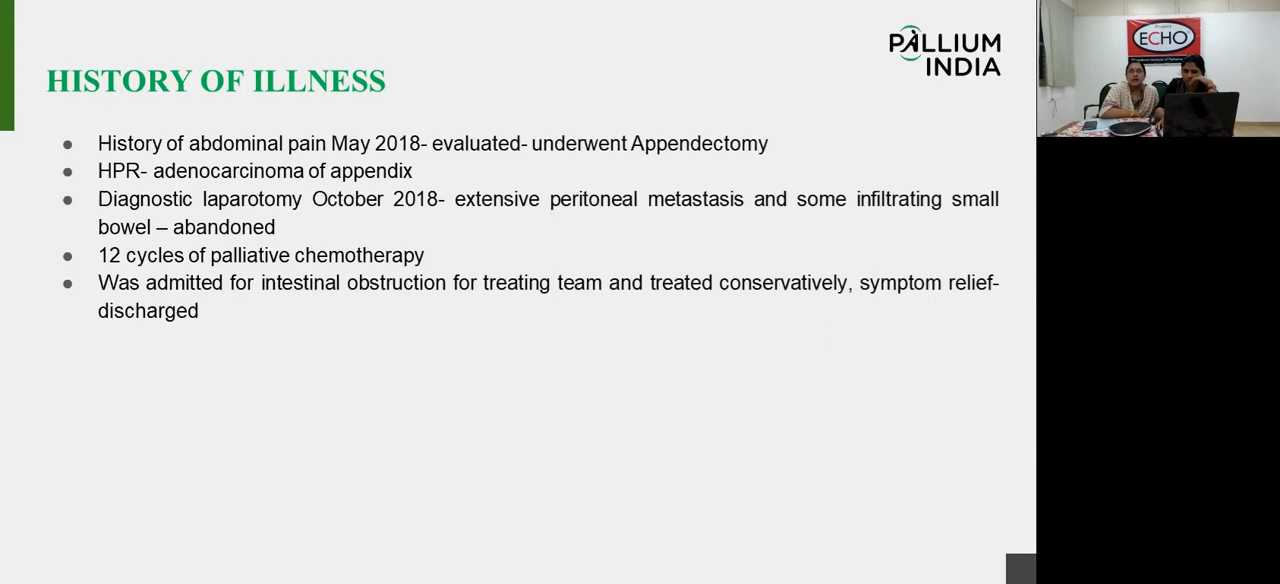 PALLIUM
INDIA
HISTORY OF ILLNESS
● History of abdominal pain May 2018- evaluated- underwent Appendectomy
● HPR- adenocarcinoma of appendix
● Diagnostic laparotomy October 2018- extensive peritoneal metastasis and some infiltrating small
bowel – abandoned
● 12 cycles of palliative chemotherapy
● Was admitted for intestinal obstruction for treating team and treated conservatively, symptom relief-
discharged
Project
ECHO